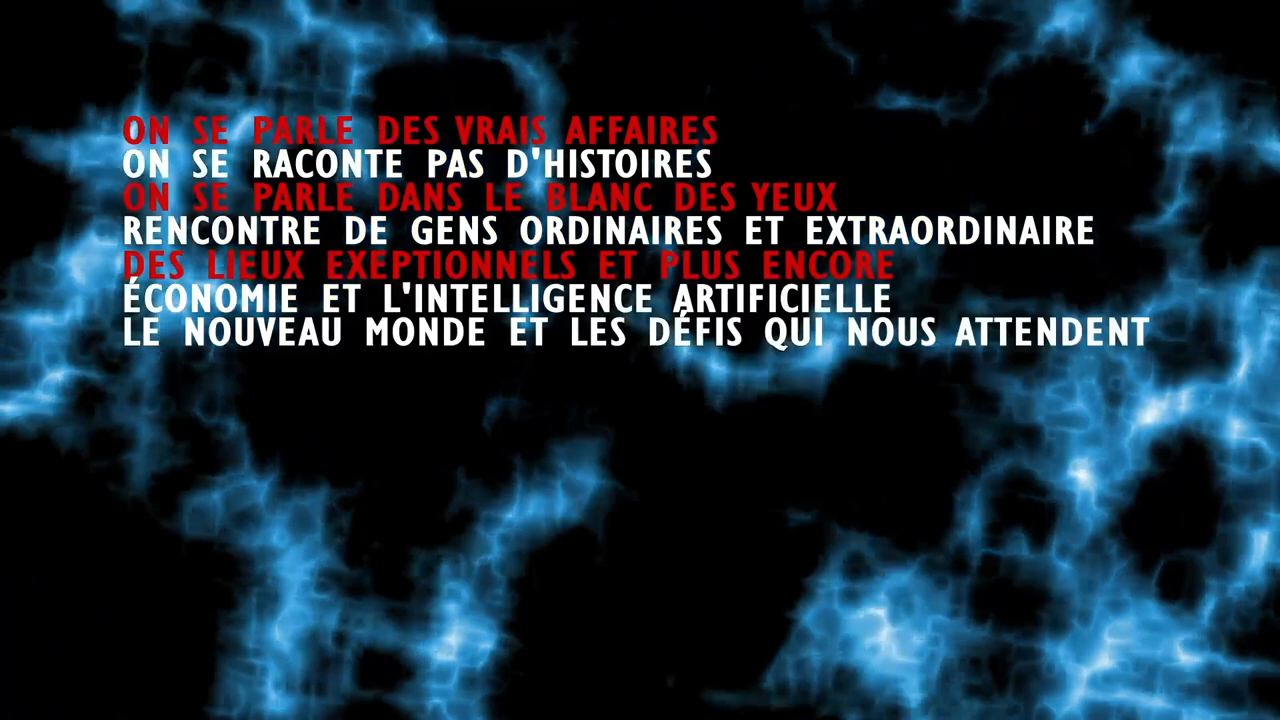 ON SE PARLE DES VRAIS AFFAIRES
ON SE RACONTE PAS D'HISTOIRES
ON SE PARLE DANS LE BLANC DES YEUX
RENCONTRE DE GENS ORDINAIRES ET EXTRAORDINAIRE
DES LIEUX EXEPTIONNELS ET PLUS ENCORE
ÉCONOMIE ET L'INTELLIGENCE ARTIFICIELLE
LE NOUVEAU MONDE ET LES DÉFIS QUI NOUS ATTENDENT